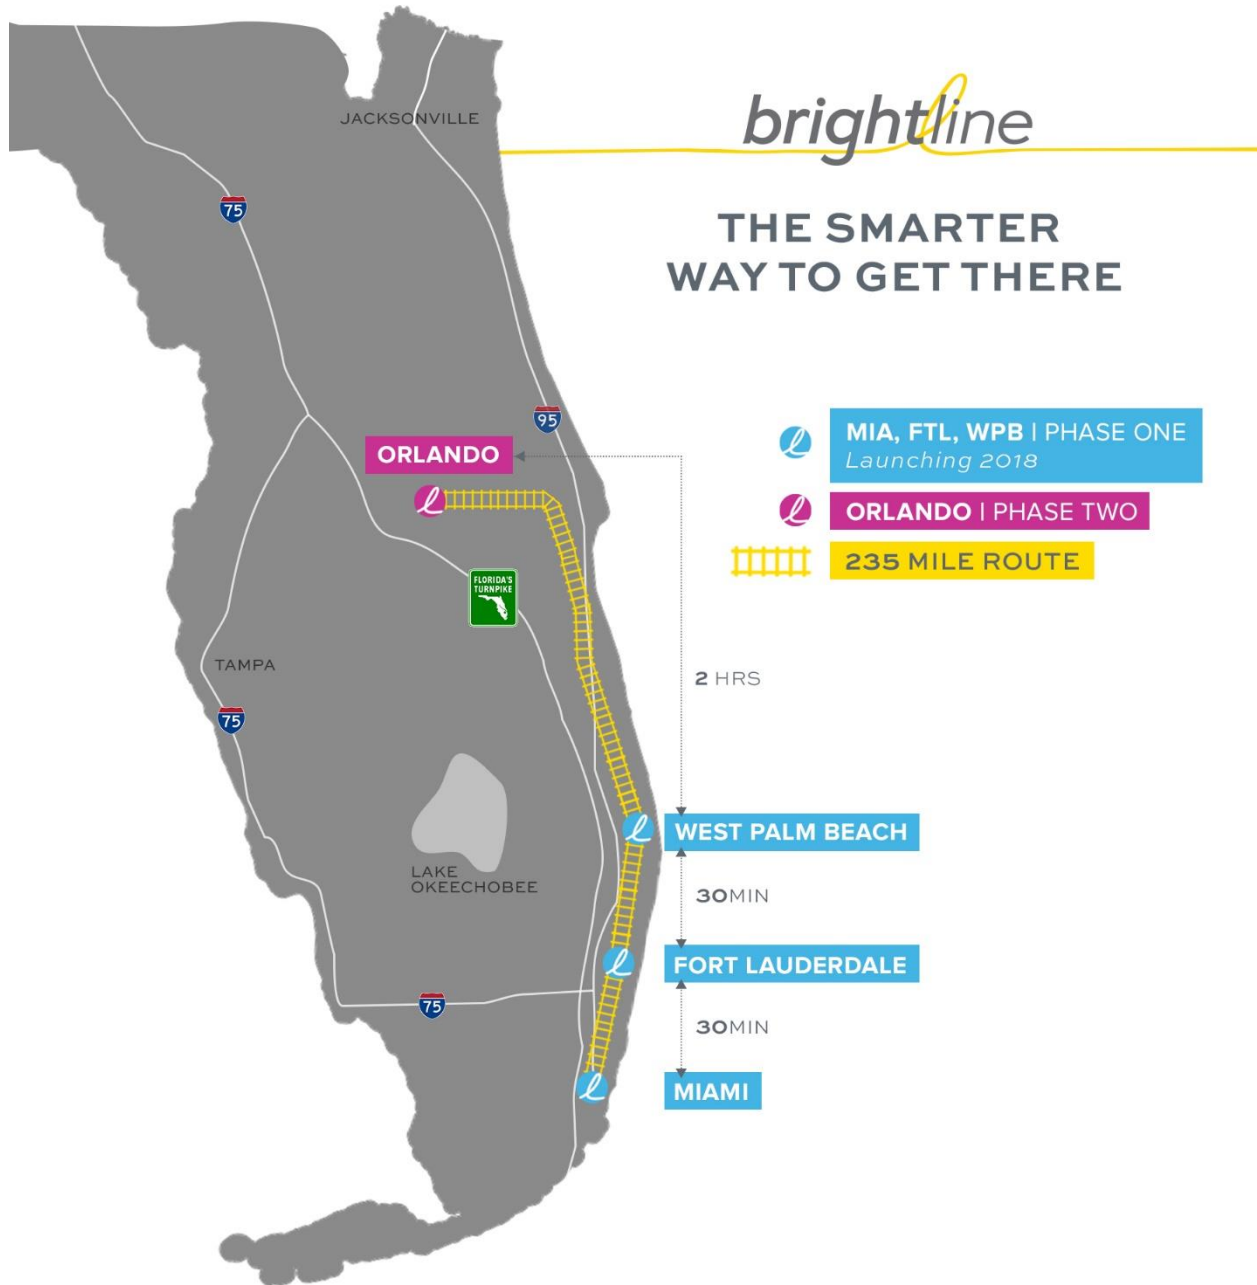 JACKSONVILLE
brightline
THE SMARTER
WAY TO GET THERE
75
95
ORLANDO
MIA, FTL, WPB | PHASE ONE
Launching 2018
ORLANDO | PHASE TWO
235 MILE ROUTE
FLORIDA'S
TURNPIKE
TAMPA
2 HRS
75
WEST PALM BEACH
LAKE
OKEECHOBEE
30MIN
FORT LAUDERDALE
75
30MIN
MIAMI